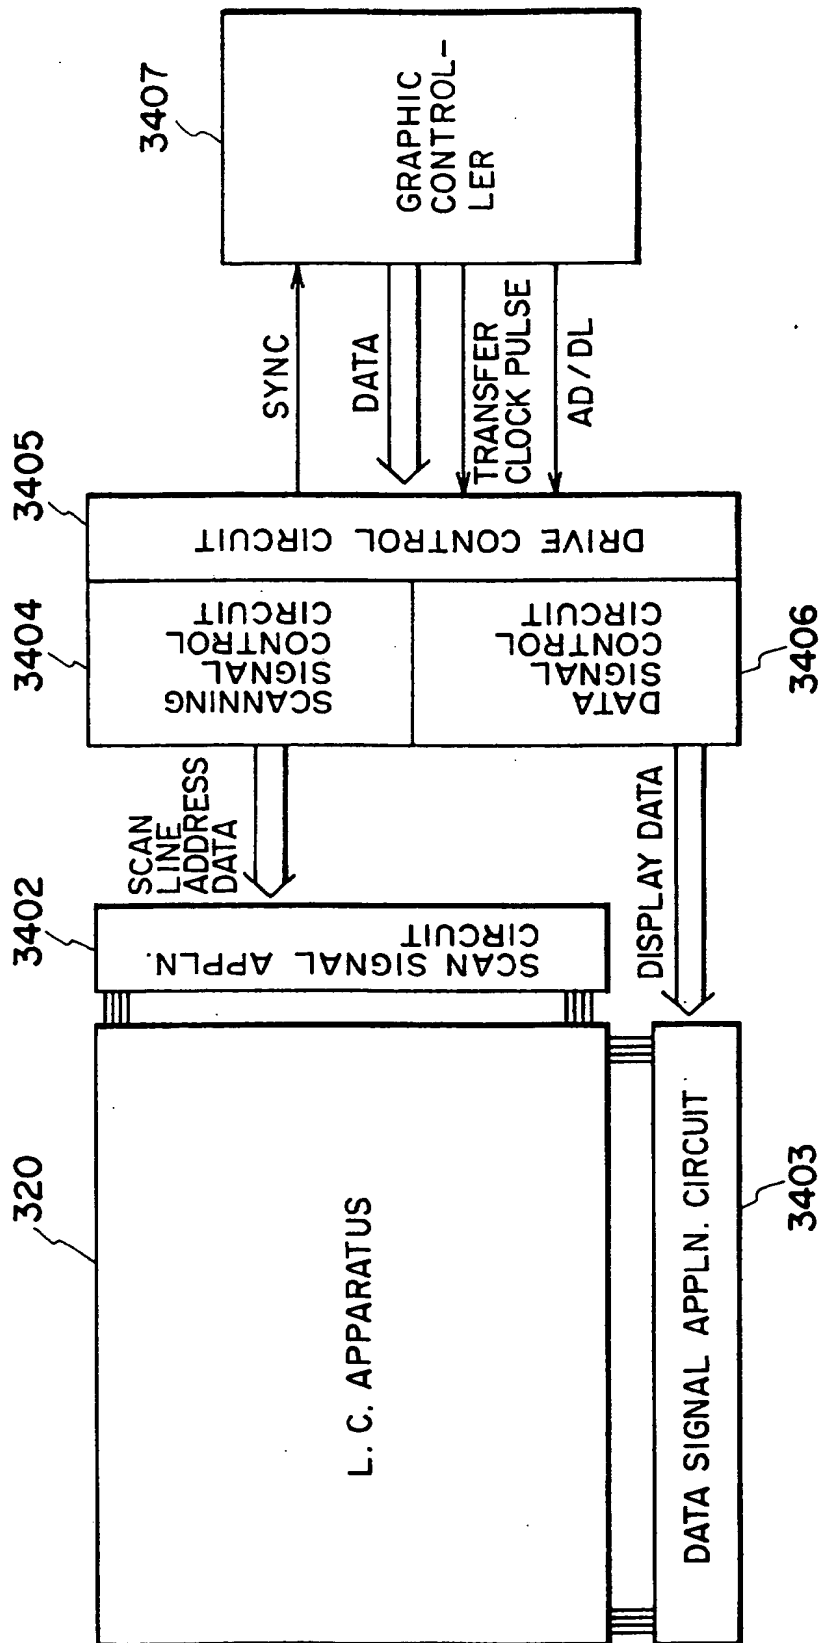 320
3402
3404
3405
3407
L. C. APPARATUS
SCAN SIGNAL APPLN.
CIRCUIT
SCAN
LINE
ADDRESS
DATA
SCANNING
SIGNAL
CONTROL
CIRCUIT
DRIVE CONTROL CIRCUIT
SYNC
DATA
TRANSFER
CLOCK PULSE
AD/DL
GRAPHIC
CONTROL-
LER
DATA
SIGNAL
CONTROL
CIRCUIT
DISPLAY DATA
DATA SIGNAL APPLN. CIRCUIT
3403
3406